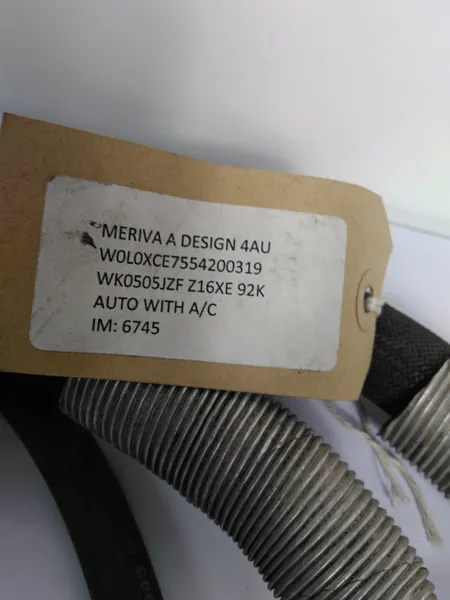 MERIVA A DESIGN 4AU
W0L0XCE7554200319
WK0505JZF Z16XE 92K
AUTO WITH A/C
IM: 6745